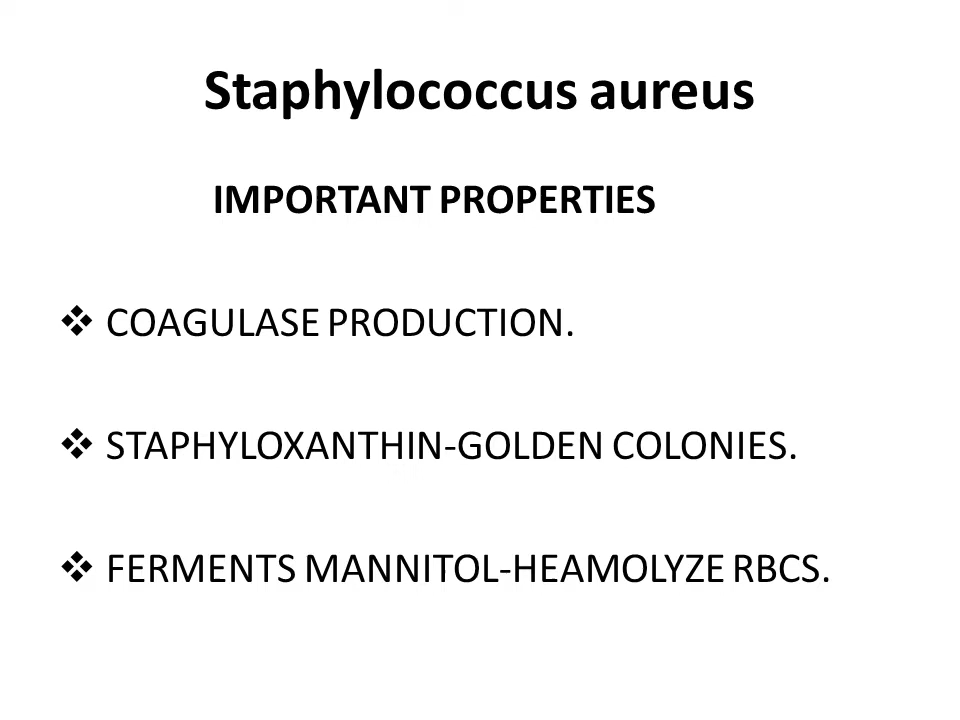 Staphylococcus aureus
IMPORTANT PROPERTIES
❖ COAGULASE PRODUCTION.
❖ STAPHYLOXANTHIN-GOLDEN COLONIES.
❖ FERMENTS MANNITOL-HEAMOLYZE RBCS.